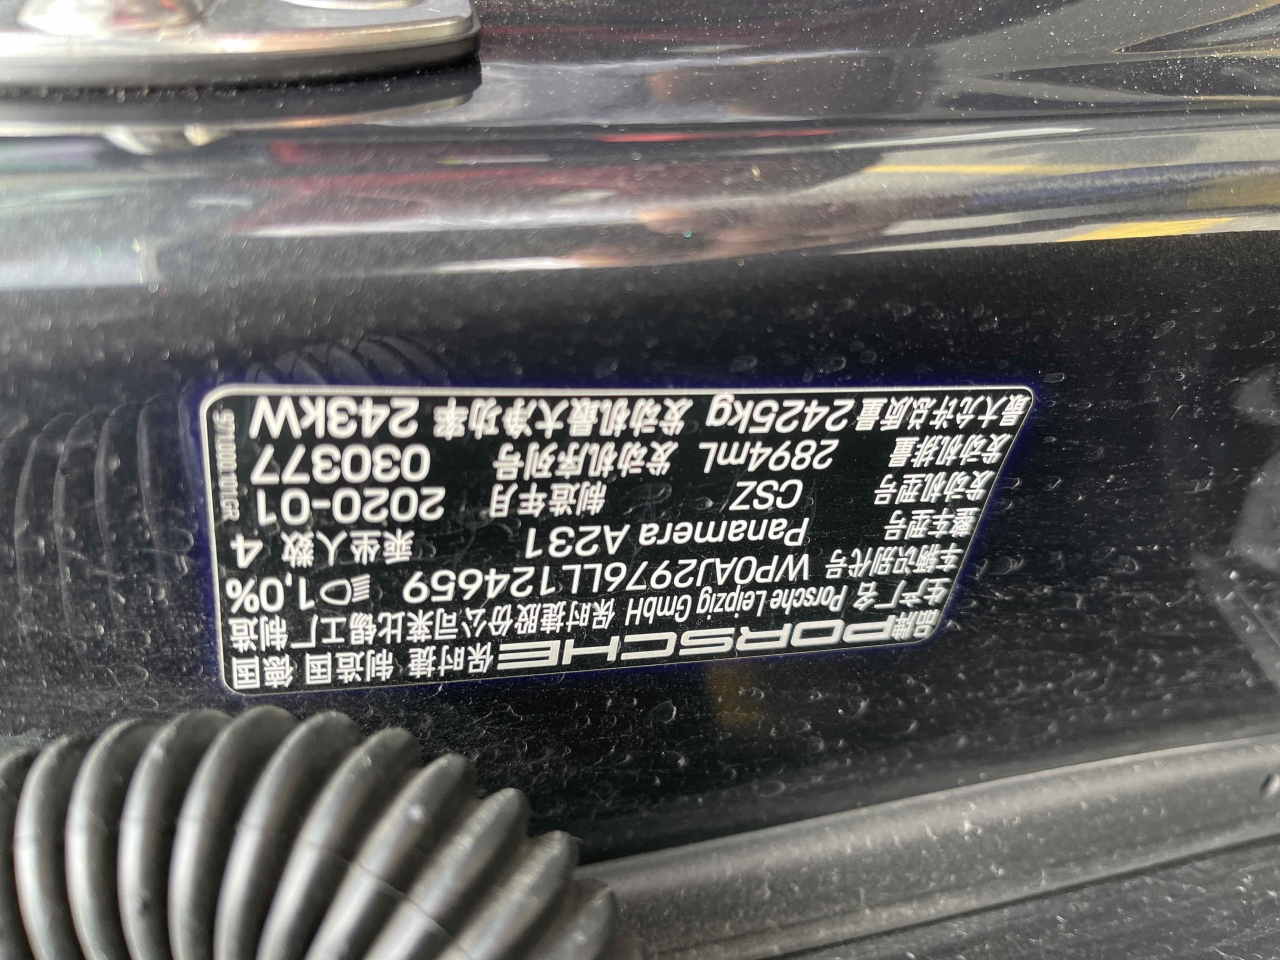 品牌 PORSCHE 保时捷 制造国 德国
生产厂名 Porsche Leipzig GmbH 保时捷股份公司莱比锡工厂制造
车辆识别代号 WP0AJ2976LL124659 1,0%
整车型号 Panamera A231 乘坐人数 4
发动机型号 CSZ 制造年月 2020-01
发动机排量 2894mL 发动机序列号 030377
最大允许总质量 2425kg 发动机最大净功率 243kW